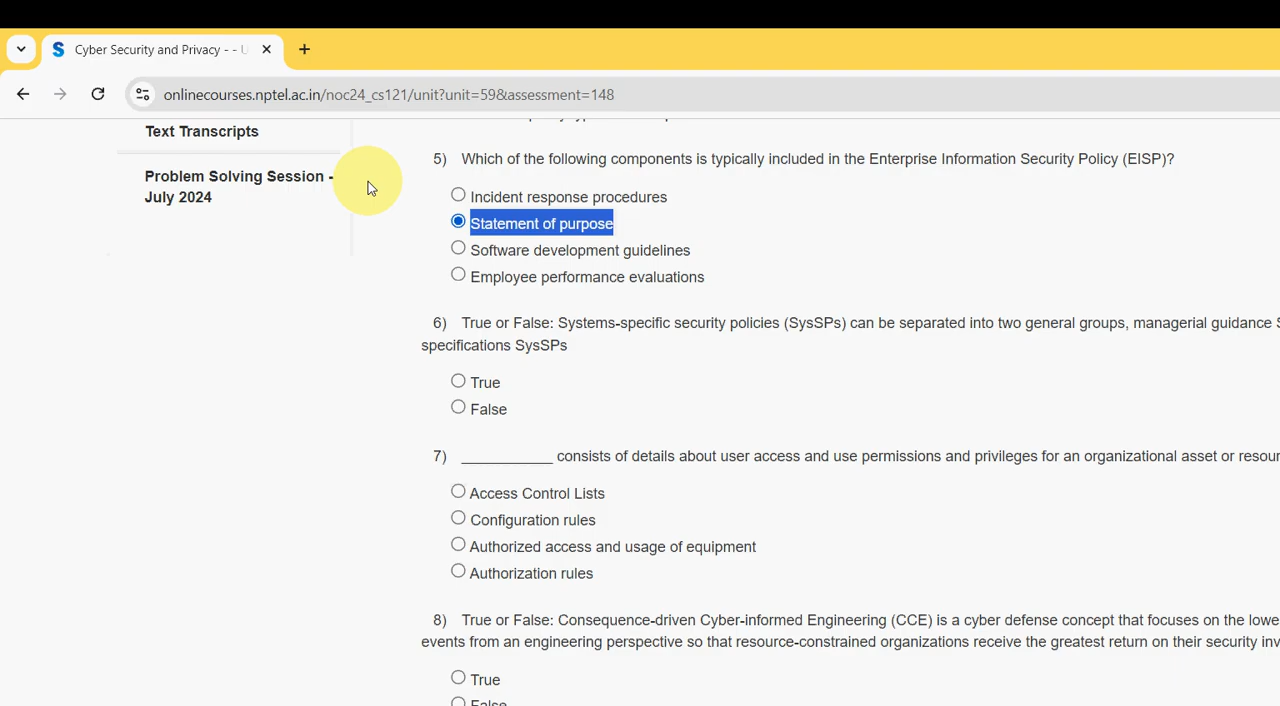 Cyber Security and Privacy - - U
onlinecourses.nptel.ac.in/noc24_cs121/unit?unit=59&assessment=148
Text Transcripts
Problem Solving Session -
July 2024
5) Which of the following components is typically included in the Enterprise Information Security Policy (EISP)?
Incident response procedures
Statement of purpose
Software development guidelines
Employee performance evaluations
6) True or False: Systems-specific security policies (SysSPs) can be separated into two general groups, managerial guidance S
specifications SysSPs
True
False
7) ___________ consists of details about user access and use permissions and privileges for an organizational asset or resour
Access Control Lists
Configuration rules
Authorized access and usage of equipment
Authorization rules
8) True or False: Consequence-driven Cyber-informed Engineering (CCE) is a cyber defense concept that focuses on the lowe
events from an engineering perspective so that resource-constrained organizations receive the greatest return on their security inv
True
False